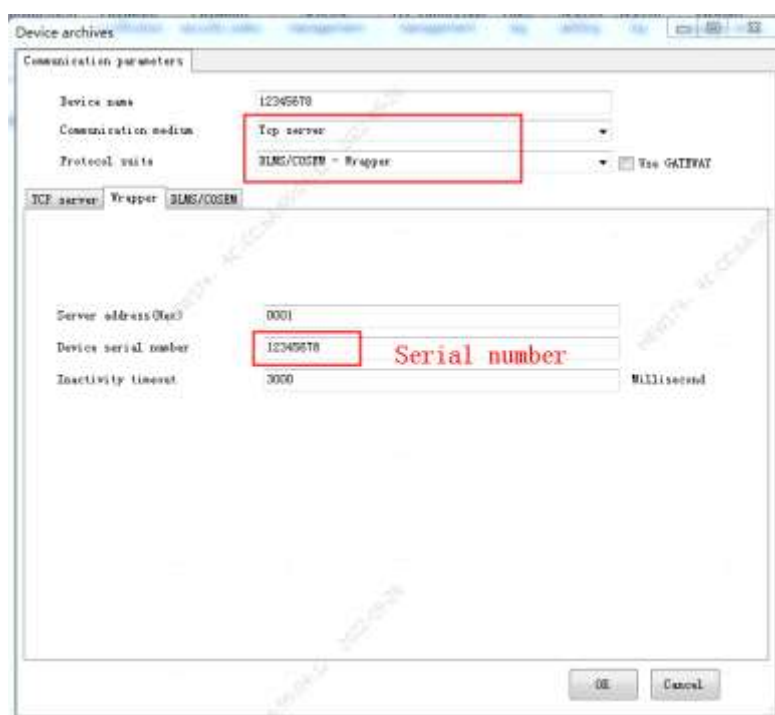 Device archives
Communication parameters
Device name 12345678
Communication medium Tcp server
Protocol suite DLMS/COSEM - Wrapper Use GATEWAY
TCP server Wrapper DLMS/COSEM
Server address(Hex) 0001
Device serial number 12345678 Serial number
Inactivity timeout 3000 Millisecond
OK Cancel